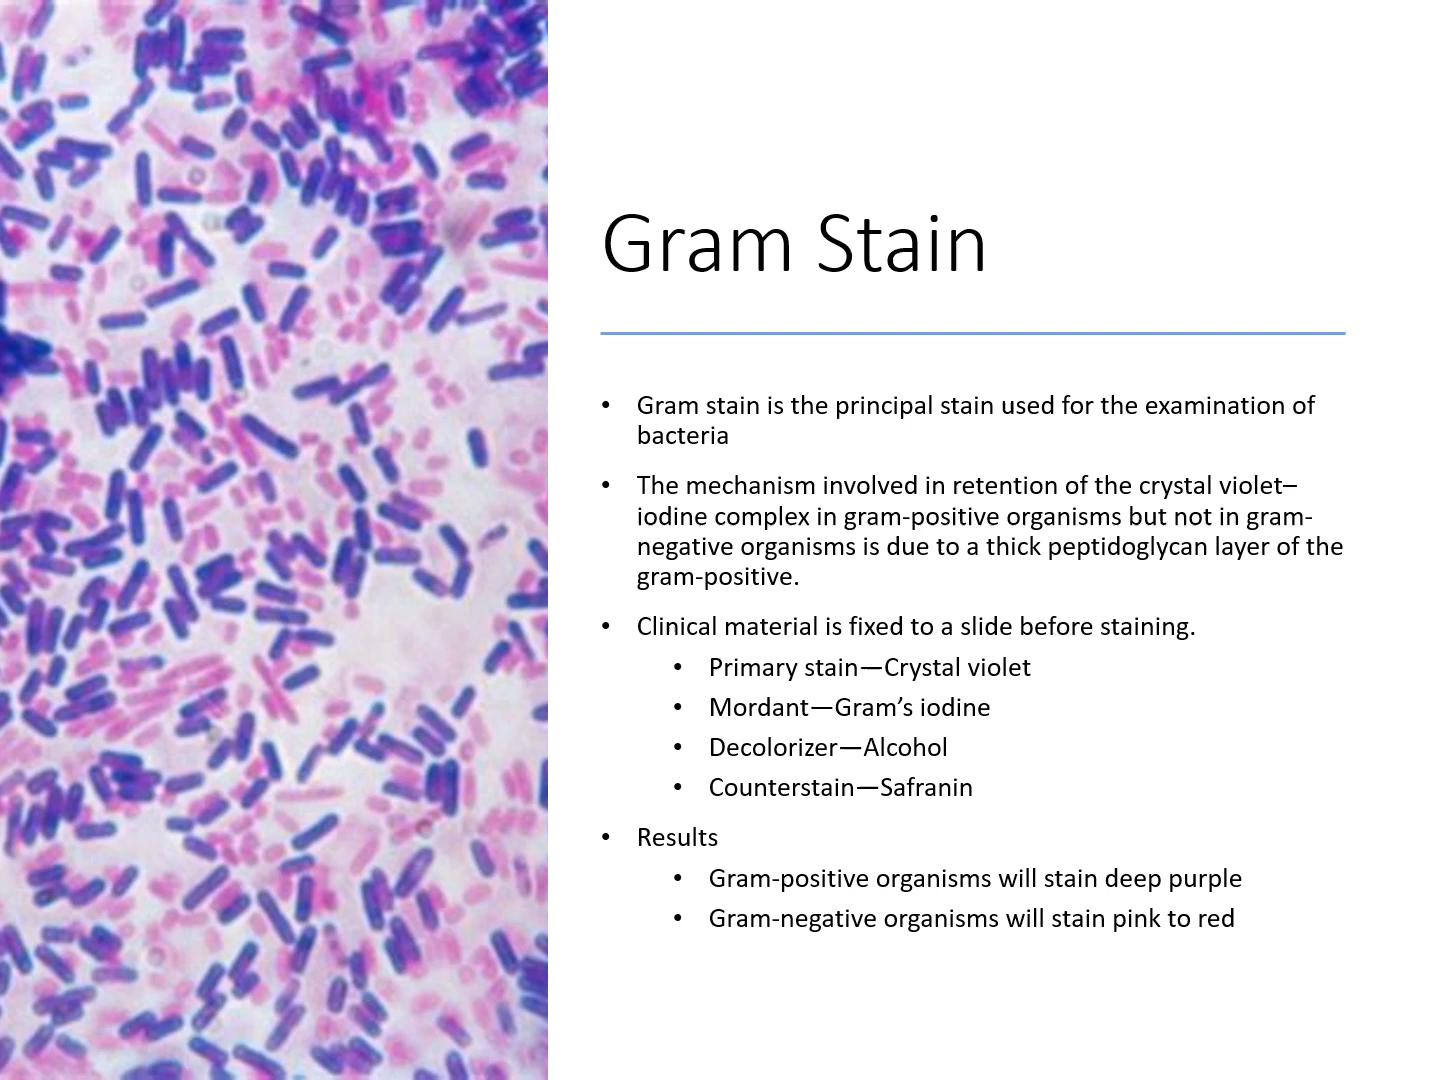 Gram Stain
• Gram stain is the principal stain used for the examination of
bacteria
• The mechanism involved in retention of the crystal violet–
iodine complex in gram-positive organisms but not in gram-
negative organisms is due to a thick peptidoglycan layer of the
gram-positive.
• Clinical material is fixed to a slide before staining.
• Primary stain—Crystal violet
• Mordant—Gram’s iodine
• Decolorizer—Alcohol
• Counterstain—Safranin
• Results
• Gram-positive organisms will stain deep purple
• Gram-negative organisms will stain pink to red